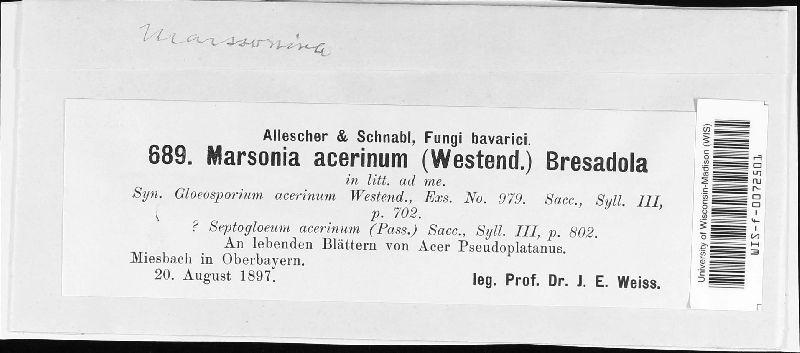 Marssonina
Allescher & Schnabl, Fungi bavarici.
689. Marsonia acerinum (Westend.) Bresadola
in litt. ad me.
Syn. Gloeosporium acerinum Westend., Exs. No. 979. Sacc., Syll. III,
p. 702.
? Septogloeum acerinum (Pass.) Sacc., Syll. III, p. 802.
An lebenden Blättern von Acer Pseudoplatanus.
Miesbach in Oberbayern.
20. August 1897.
leg. Prof. Dr. J. E. Weiss.
University of Wisconsin-Madison (WIS)
WIS-f-0072501